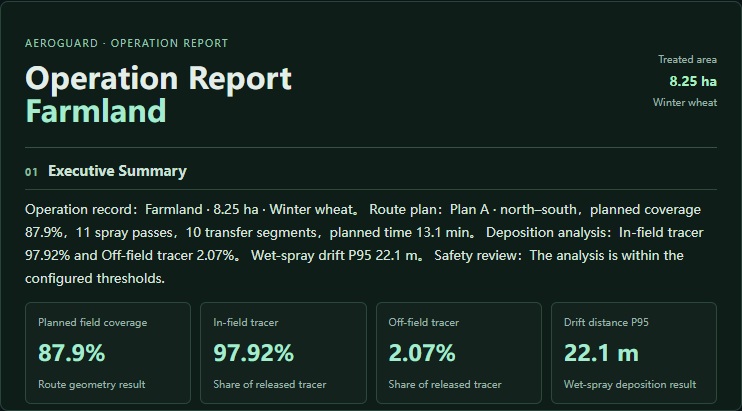 AEROGUARD · OPERATION REPORT
Operation Report
Farmland
Treated area
8.25 ha
Winter wheat
01 Executive Summary
Operation record：Farmland · 8.25 ha · Winter wheat。 Route plan：Plan A · north–south，planned coverage
87.9%，11 spray passes，10 transfer segments，planned time 13.1 min。 Deposition analysis：In-field tracer
97.92% and Off-field tracer 2.07%。 Wet-spray drift P95 22.1 m。 Safety review：The analysis is within the
configured thresholds.
Planned field coverage
87.9%
Route geometry result
In-field tracer
97.92%
Share of released tracer
Off-field tracer
2.07%
Share of released tracer
Drift distance P95
22.1 m
Wet-spray deposition result